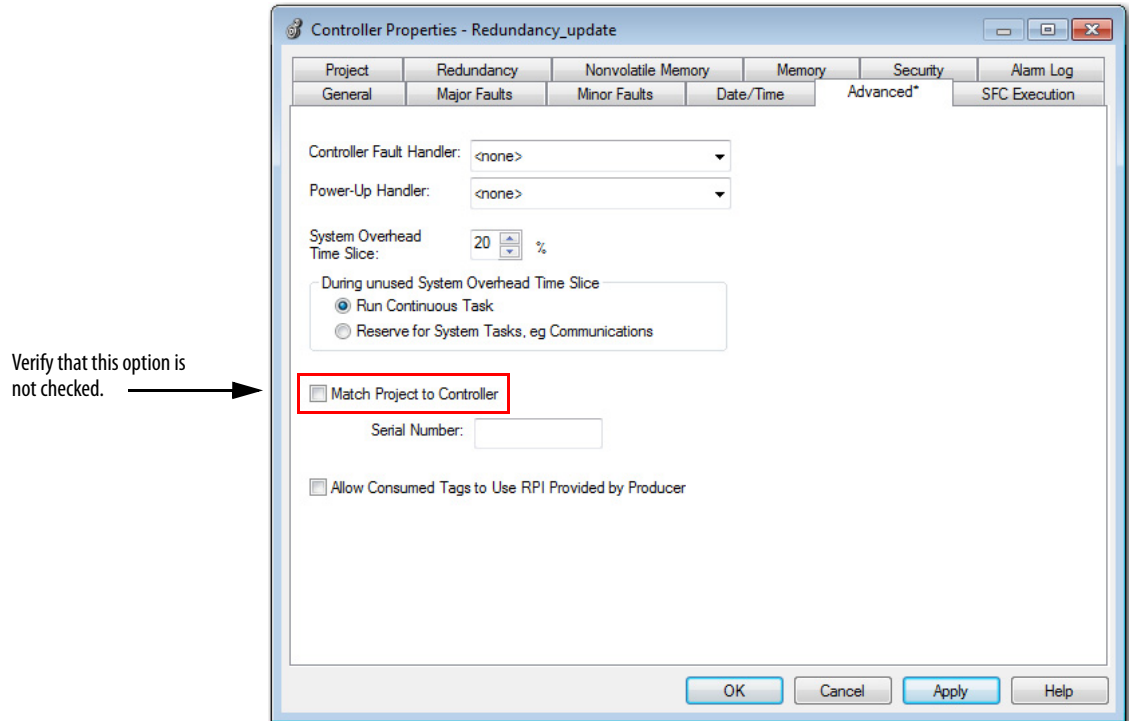 Controller Properties - Redundancy_update
Project Redundancy Nonvolatile Memory Memory Security Alarm Log
General Major Faults Minor Faults Date/Time Advanced* SFC Execution
Controller Fault Handler: <none>
Power-Up Handler: <none>
System Overhead
Time Slice: 20 %
During unused System Overhead Time Slice
Run Continuous Task
Reserve for System Tasks, eg Communications
Verify that this option is
not checked.
Match Project to Controller
Serial Number:
Allow Consumed Tags to Use RPI Provided by Producer
OK Cancel Apply Help